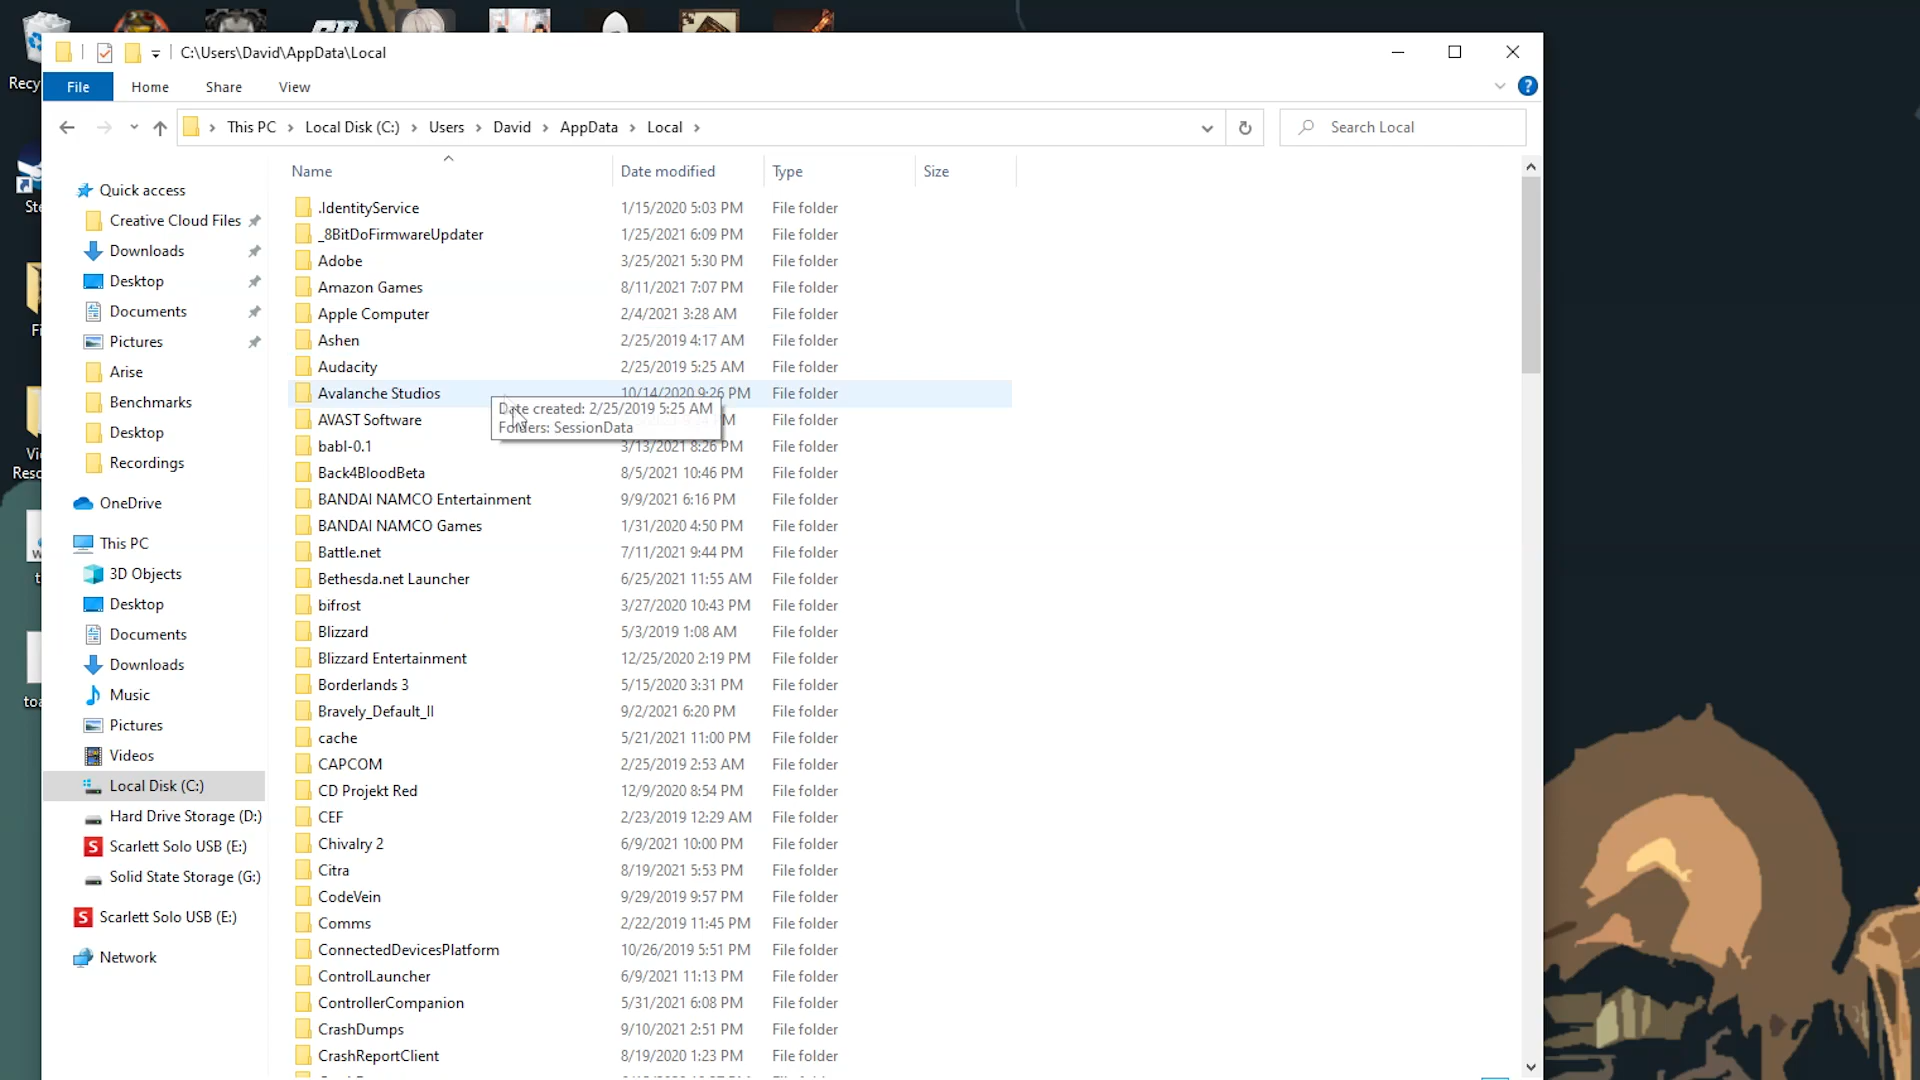 C:\Users\David\AppData\Local
File Home Share View
This PC Local Disk (C:) Users David AppData Local
Search Local
Name Date modified Type Size
Quick access
Creative Cloud Files
Downloads
Desktop
Documents
Pictures
Arise
Benchmarks
Desktop
Recordings
OneDrive
This PC
3D Objects
Desktop
Documents
Downloads
Music
Pictures
Videos
Local Disk (C:)
Hard Drive Storage (D:)
Scarlett Solo USB (E:)
Solid State Storage (G:)
Scarlett Solo USB (E:)
Network
.IdentityService 1/15/2020 5:03 PM File folder
_8BitDoFirmwareUpdater 1/25/2021 6:09 PM File folder
Adobe 3/25/2021 5:30 PM File folder
Amazon Games 8/11/2021 7:07 PM File folder
Apple Computer 2/4/2021 3:28 AM File folder
Ashen 2/25/2019 4:17 AM File folder
Audacity 2/25/2019 5:25 AM File folder
Avalanche Studios 10/14/2020 9:26 PM File folder
Date created: 2/25/2019 5:25 AM
Folders: SessionData
AVAST Software File folder
babl-0.1 3/13/2021 8:26 PM File folder
Back4BloodBeta 8/5/2021 10:46 PM File folder
BANDAI NAMCO Entertainment 9/9/2021 6:16 PM File folder
BANDAI NAMCO Games 1/31/2020 4:50 PM File folder
Battle.net 7/11/2021 9:44 PM File folder
Bethesda.net Launcher 6/25/2021 11:55 AM File folder
bifrost 3/27/2020 10:43 PM File folder
Blizzard 5/3/2019 1:08 AM File folder
Blizzard Entertainment 12/25/2020 2:19 PM File folder
Borderlands 3 5/15/2020 3:31 PM File folder
Bravely_Default_II 9/2/2021 6:20 PM File folder
cache 5/21/2021 11:00 PM File folder
CAPCOM 2/25/2019 2:53 AM File folder
CD Projekt Red 12/9/2020 8:54 PM File folder
CEF 2/23/2019 12:29 AM File folder
Chivalry 2 6/9/2021 10:00 PM File folder
Citra 8/19/2021 5:53 PM File folder
CodeVein 9/29/2019 9:57 PM File folder
Comms 2/22/2019 11:45 PM File folder
ConnectedDevicesPlatform 10/26/2019 5:51 PM File folder
ControlLauncher 6/9/2021 11:13 PM File folder
ControllerCompanion 5/31/2021 6:08 PM File folder
CrashDumps 9/10/2021 2:51 PM File folder
CrashReportClient 8/19/2020 1:23 PM File folder